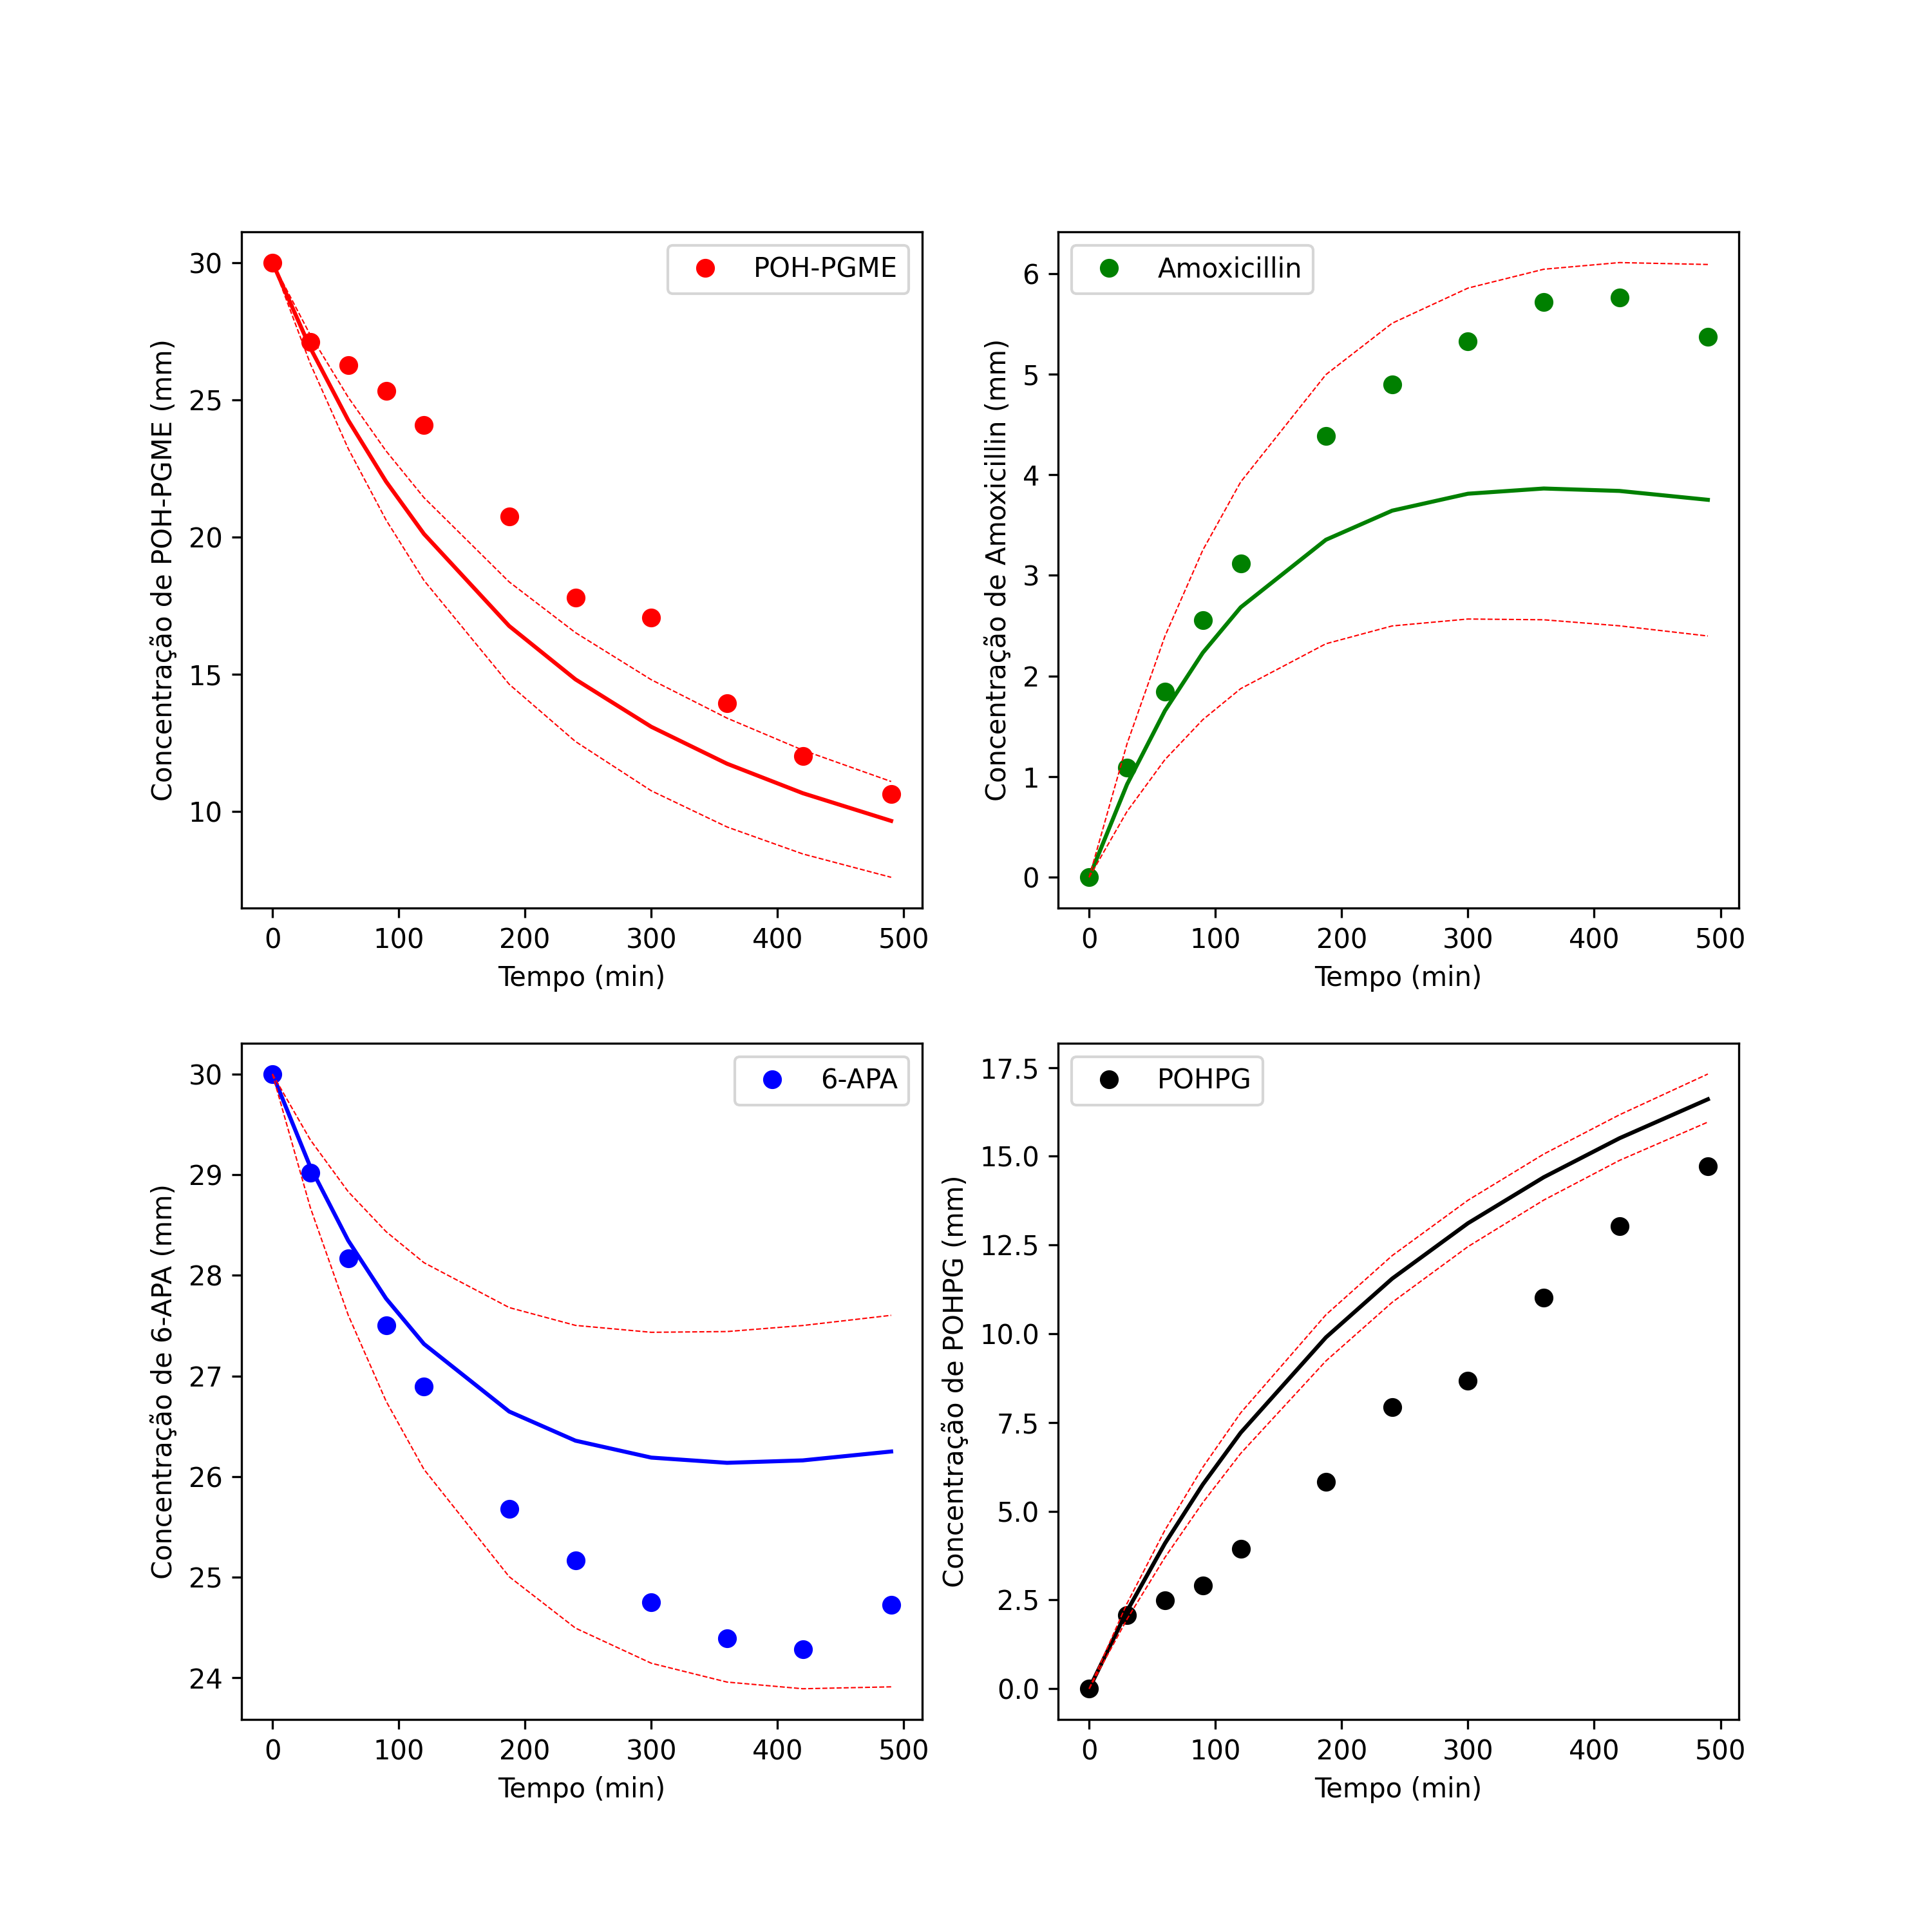 POH-PGME
30
25
20
15
10
Concentração de POH-PGME (mm)
0 100 200 300 400 500
Tempo (min)
Amoxicillin
6
5
4
3
2
1
0
Concentração de Amoxicillin (mm)
0 100 200 300 400 500
Tempo (min)
6-APA
30
29
28
27
26
25
24
Concentração de 6-APA (mm)
0 100 200 300 400 500
Tempo (min)
POHPG
17.5
15.0
12.5
10.0
7.5
5.0
2.5
0.0
Concentração de POHPG (mm)
0 100 200 300 400 500
Tempo (min)